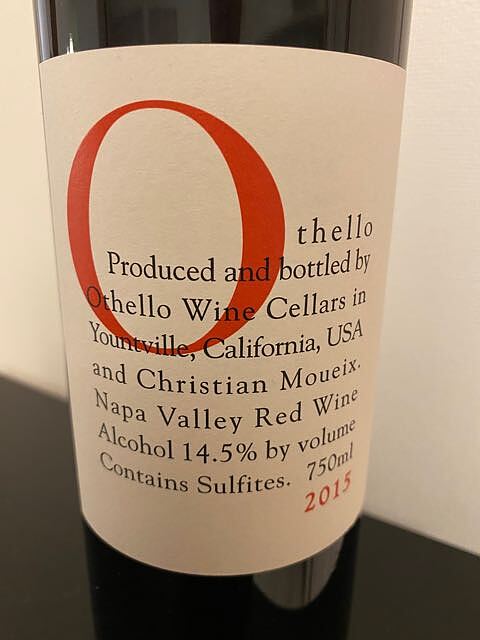 Othello
Produced and bottled by
Othello Wine Cellars in
Yountville, California, USA
and Christian Moueix.
Napa Valley Red Wine
Alcohol 14.5% by volume
Contains Sulfites. 750ml
2015